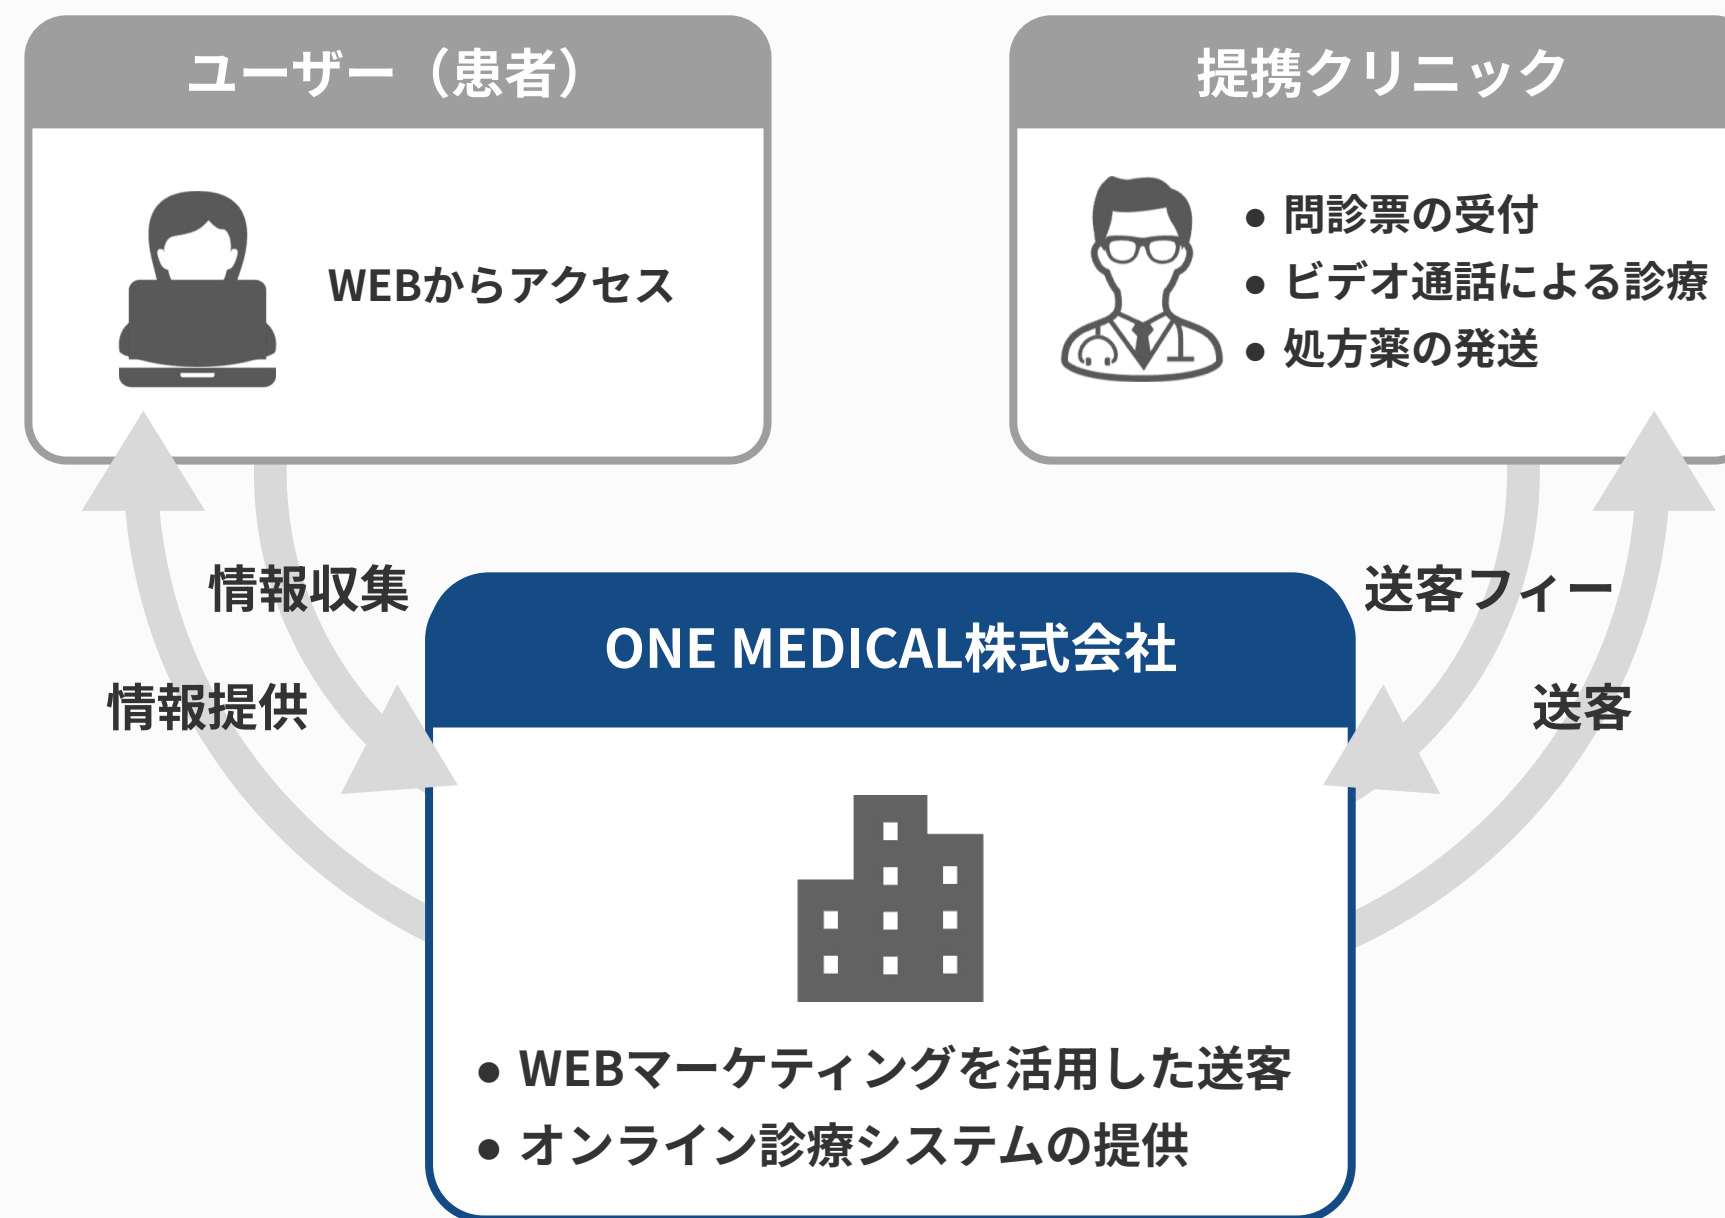 ユーザー（患者）
WEBからアクセス
提携クリニック
● 問診票の受付
● ビデオ通話による診療
● 処方薬の発送
情報収集
情報提供
送客フィー
送客
ONE MEDICAL株式会社
● WEBマーケティングを活用した送客
● オンライン診療システムの提供